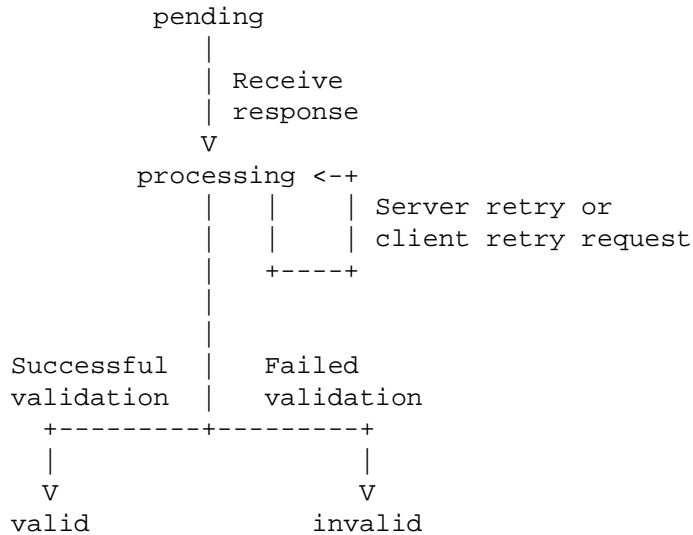 pending
|
| Receive
| response
V
processing <-+
| | | Server retry or
| | | client retry request
| +----+
|
|
Successful | Failed
validation | validation
+---------+---------+
| |
V V
valid invalid